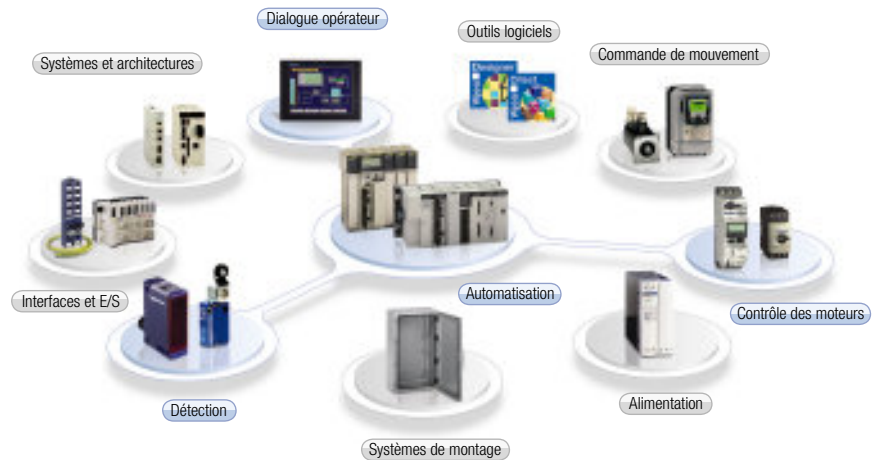 Dialogue opérateur
Outils logiciels
Commande de mouvement
Systèmes et architectures
Designer
Interfaces et E/S
Automatisation
Contrôle des moteurs
Détection
Alimentation
Systèmes de montage